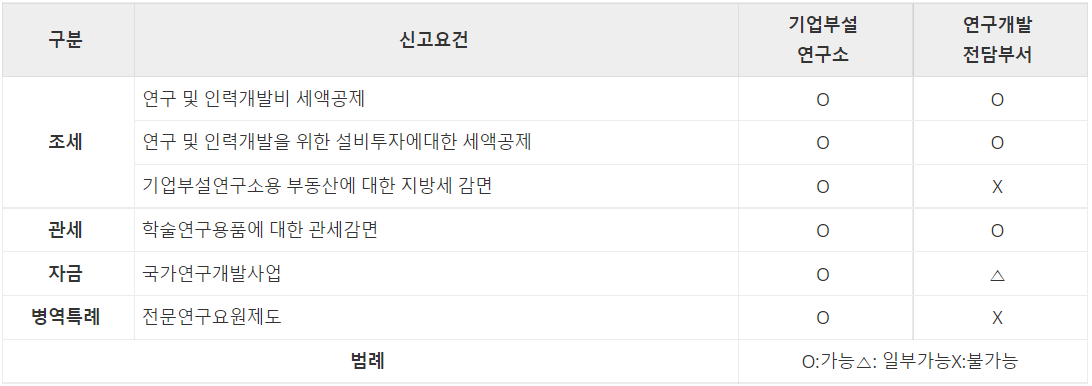 구분 신고요건 기업부설 연구소 연구개발 전담부서
조세 연구 및 인력개발비 세액공제 O O
연구 및 인력개발을 위한 설비투자에대한 세액공제 O O
기업부설연구소용 부동산에 대한 지방세 감면 O X
관세 학술연구용품에 대한 관세감면 O O
자금 국가연구개발사업 O △
병역특례 전문연구요원제도 O X
범례 O:가능△: 일부가능X:불가능